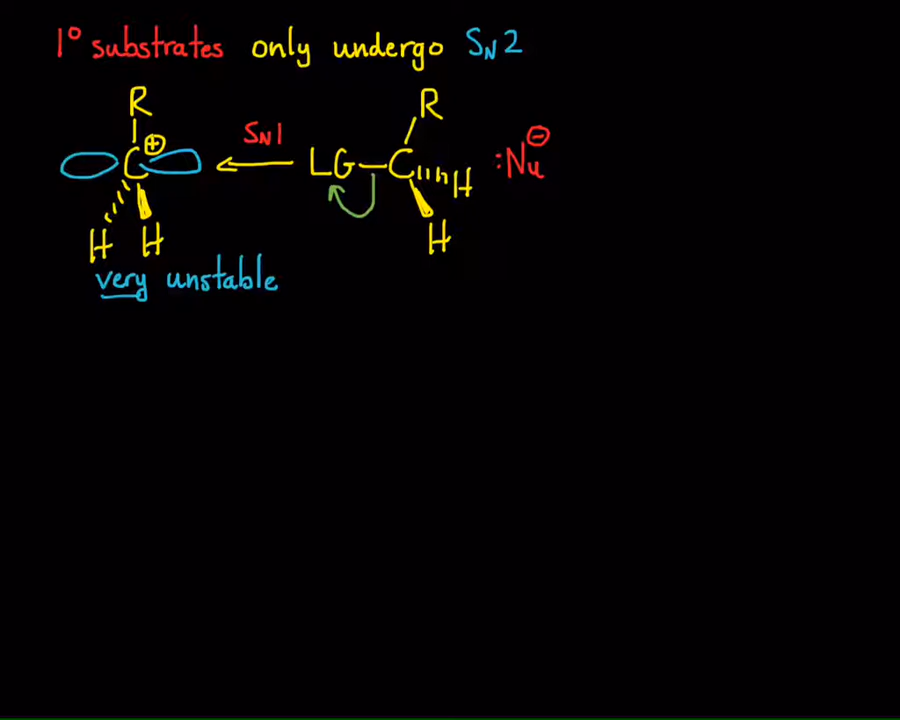 1° substrates only undergo SN2
R
R
C ⊕
SN1
LG—C
H
:Nu ⊖
H H
H
very unstable